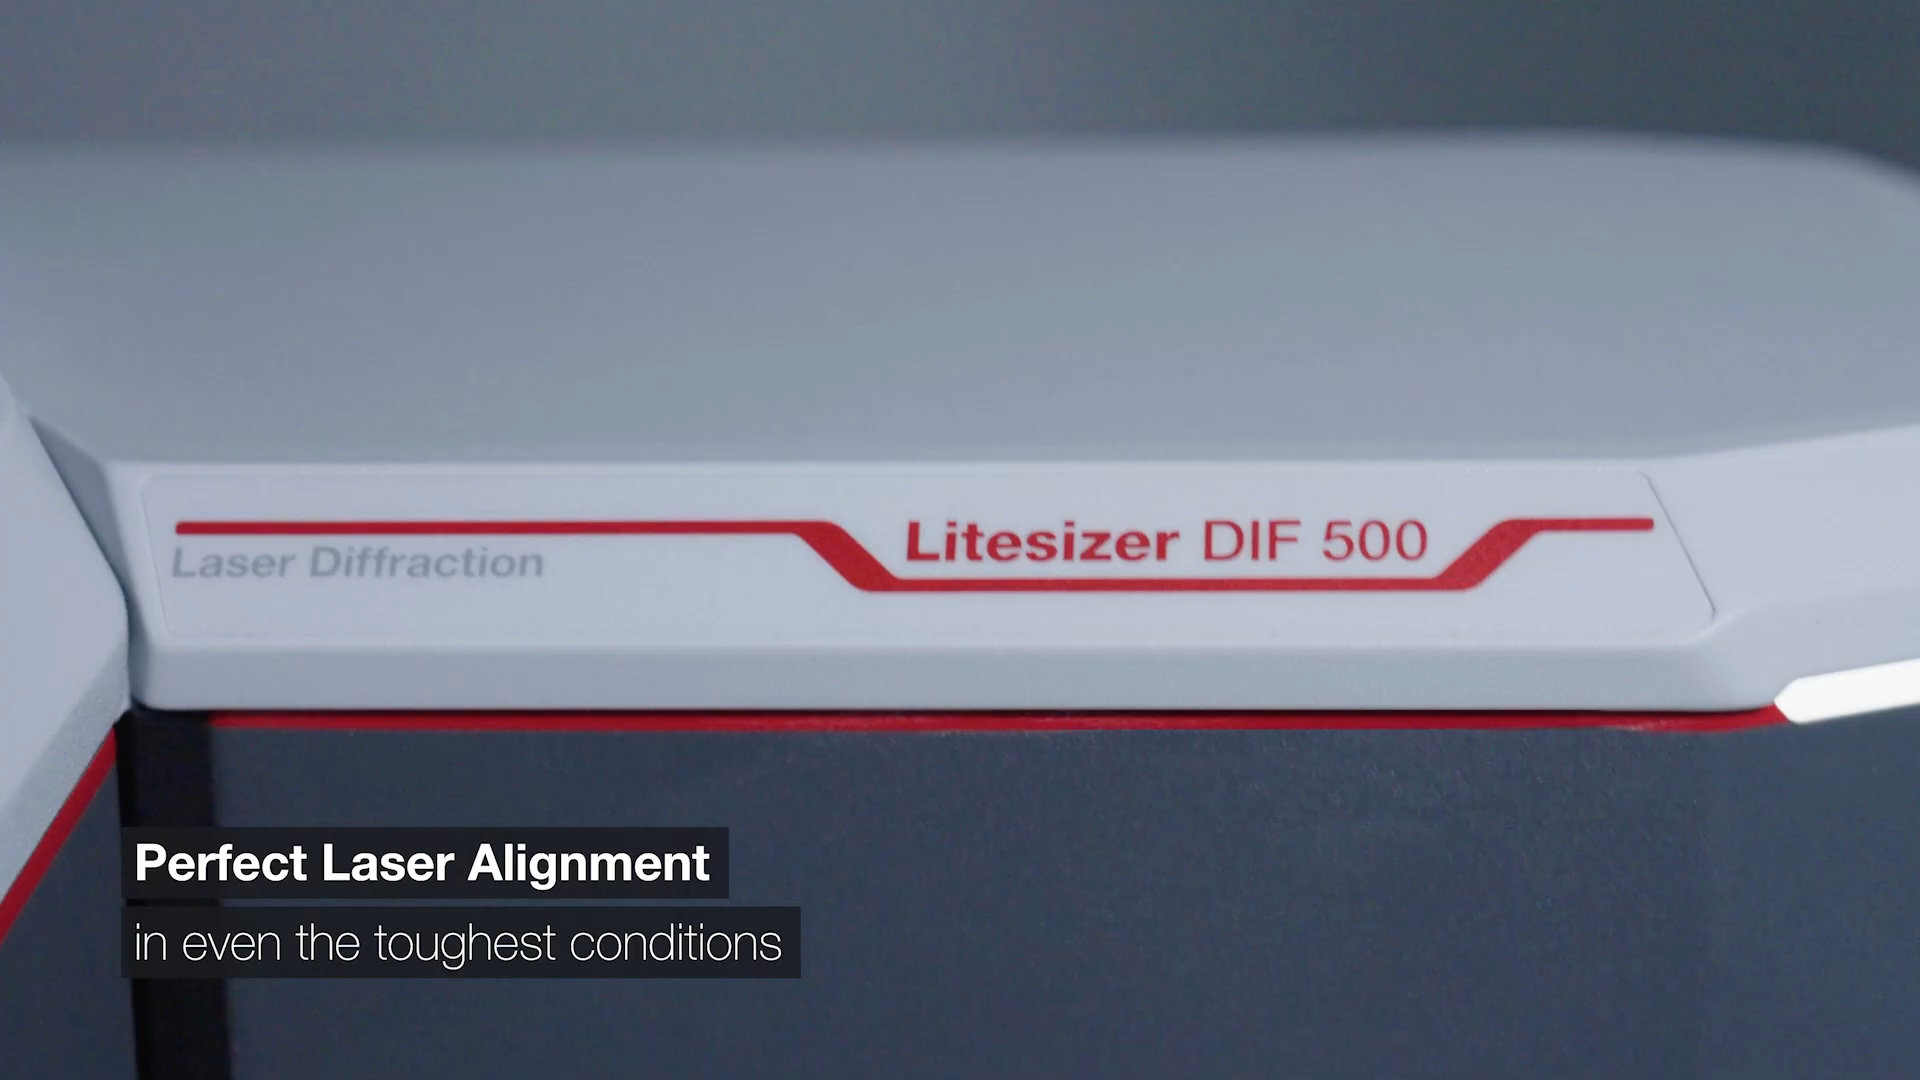 Litesizer DIF 500
Laser Diffraction
Perfect Laser Alignment
in even the toughest conditions